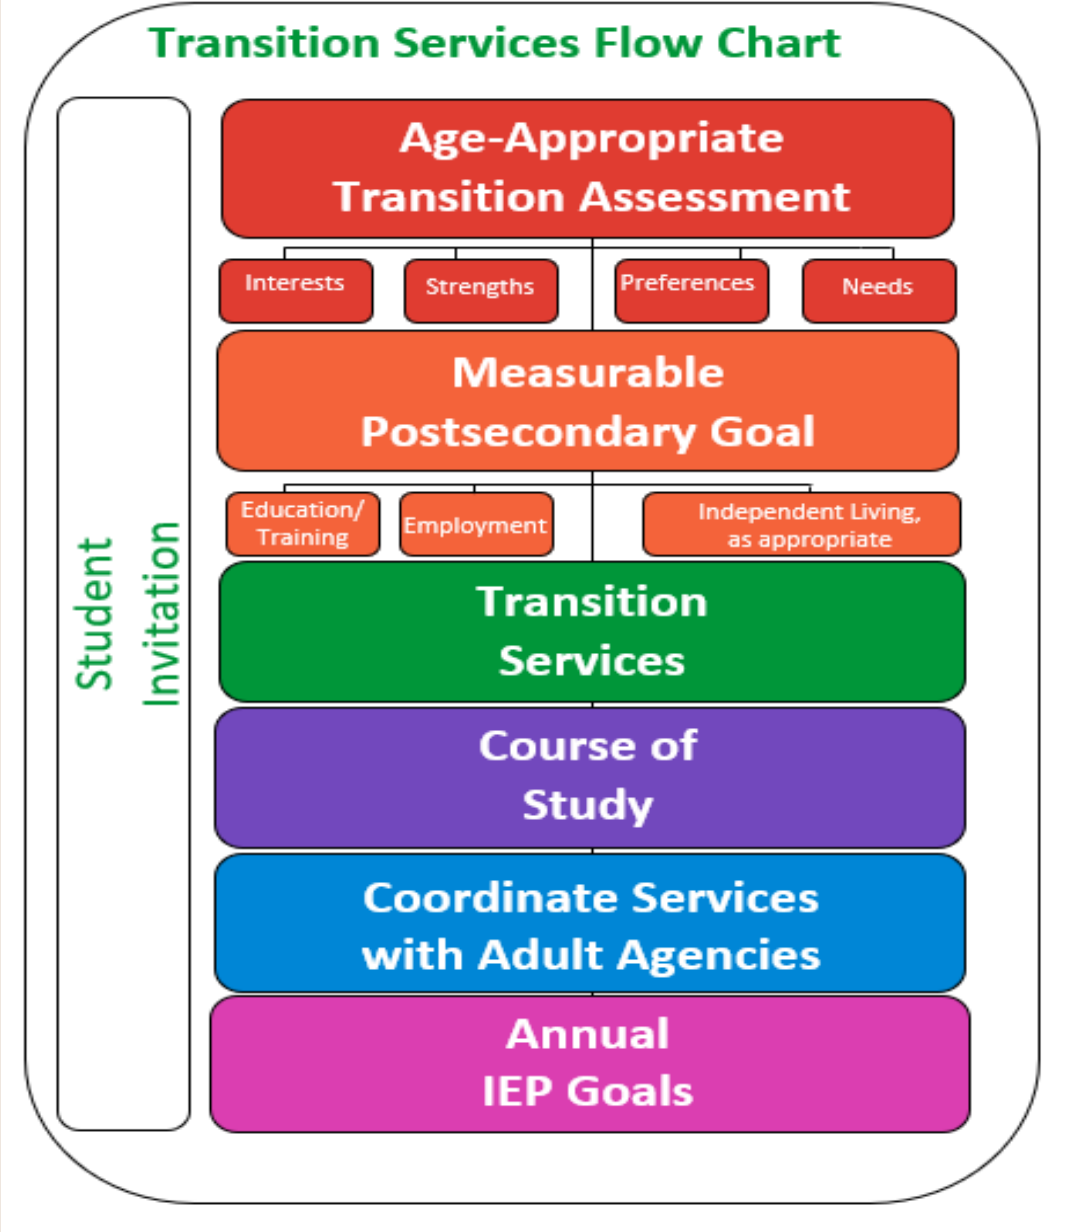 Transition Services Flow Chart
Student
Invitation
Age-Appropriate
Transition Assessment
Interests
Strengths
Preferences
Needs
Measurable
Postsecondary Goal
Education/
Training
Employment
Independent Living,
as appropriate
Transition
Services
Course of
Study
Coordinate Services
with Adult Agencies
Annual
IEP Goals